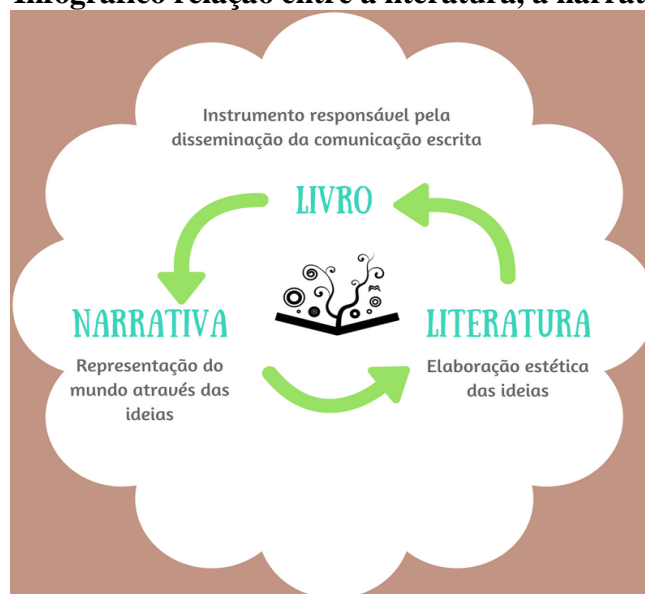 Infográfico relação entre a literatura, a
Instrumento responsável pela
disseminação da comunicação escrita
LIVRO
NARRATIVA
Representação do
mundo através das
ideias
LITERATURA
Elaboração estética
das ideias